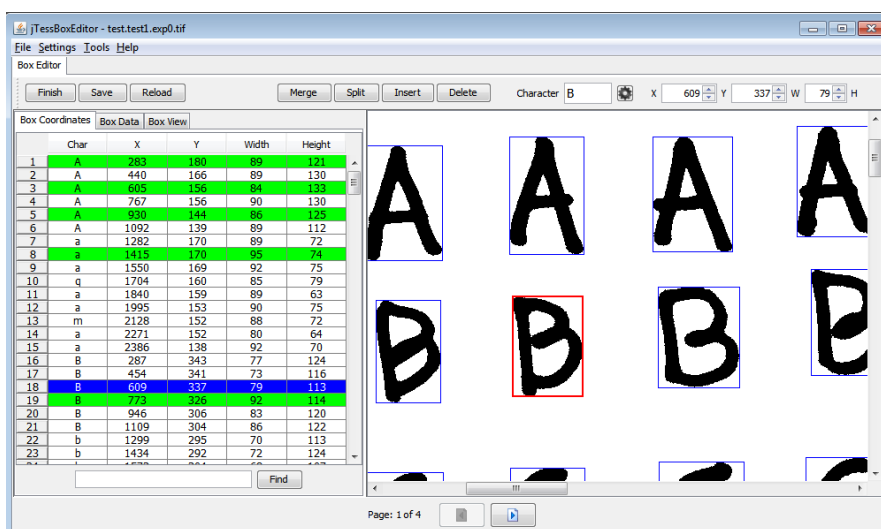 jTessBoxEditor - test.test1.exp0.tif
File Settings Tools Help
Box Editor
Finish Save Reload Merge Split Insert Delete Character B X 609 Y 337 W 79 H
Box Coordinates Box Data Box View
Char X Y Width Height
1 A 283 180 89 121
2 A 440 166 89 130
3 A 605 156 84 133
4 A 767 156 90 130
5 A 930 144 86 125
6 A 1092 139 89 112
7 a 1282 170 89 72
8 a 1415 170 95 74
9 a 1550 169 92 75
10 q 1704 160 85 79
11 a 1840 159 89 63
12 a 1995 153 90 75
13 m 2128 152 88 72
14 a 2271 152 80 64
15 a 2386 138 92 70
16 B 287 343 77 124
17 B 454 341 73 116
18 B 609 337 79 113
19 B 773 326 92 114
20 B 946 306 83 120
21 B 1109 304 86 122
22 b 1299 295 70 113
23 b 1434 292 72 124
Find
A A A A
B B B B
Page: 1 of 4